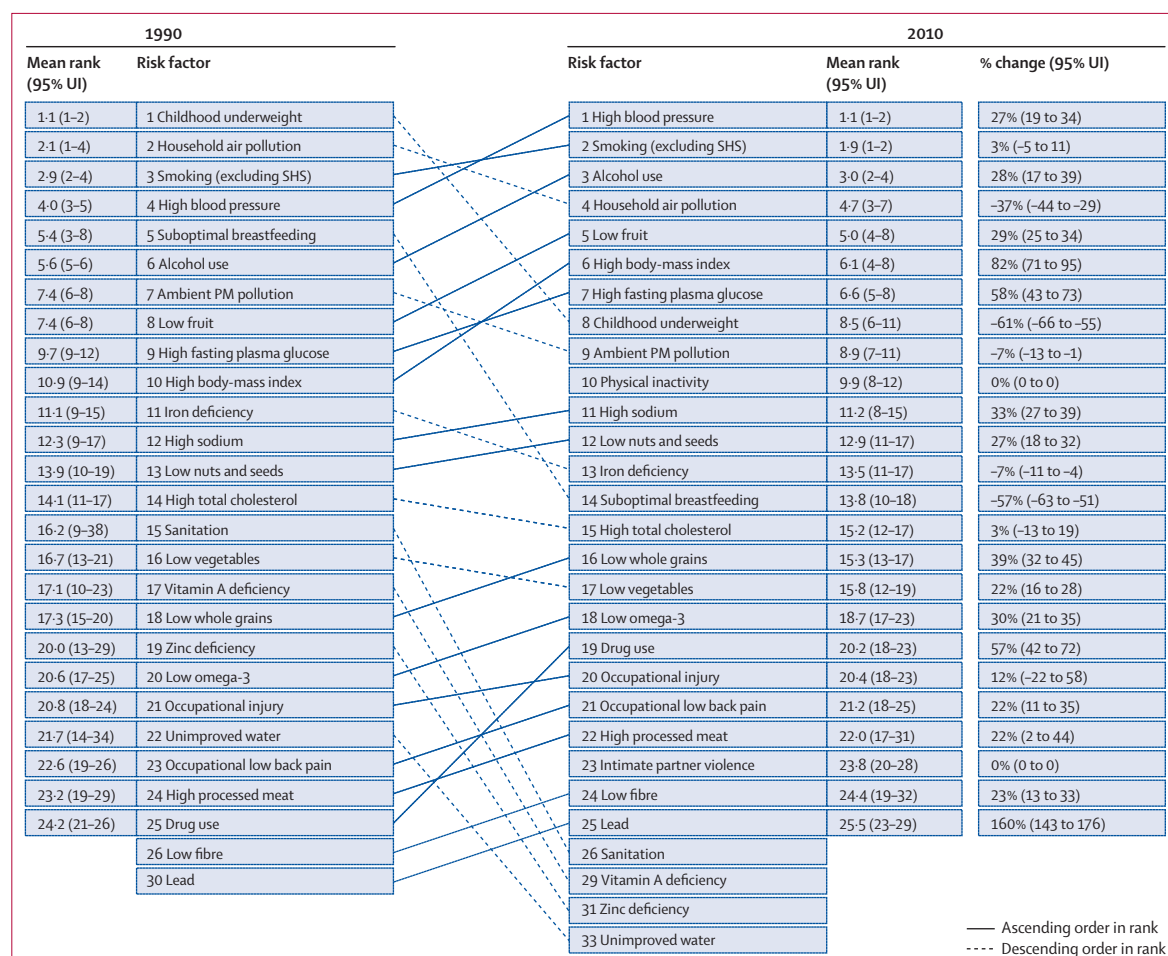 1990
2010
Mean rank
(95% UI)
Risk factor
Risk factor
Mean rank
(95% UI)
% change (95% UI)
1·1 (1–2) 1 Childhood underweight
2·1 (1–4) 2 Household air pollution
2·9 (2–4) 3 Smoking (excluding SHS)
4·0 (3–5) 4 High blood pressure
5·4 (3–8) 5 Suboptimal breastfeeding
5·6 (5–6) 6 Alcohol use
7·4 (6–8) 7 Ambient PM pollution
7·4 (6–8) 8 Low fruit
9·7 (9–12) 9 High fasting plasma glucose
10·9 (9–14) 10 High body-mass index
11·1 (9–15) 11 Iron deficiency
12·3 (9–17) 12 High sodium
13·9 (10–19) 13 Low nuts and seeds
14·1 (11–17) 14 High total cholesterol
16·2 (9–38) 15 Sanitation
16·7 (13–21) 16 Low vegetables
17·1 (10–23) 17 Vitamin A deficiency
17·3 (15–20) 18 Low whole grains
20·0 (13–29) 19 Zinc deficiency
20·6 (17–25) 20 Low omega-3
20·8 (18–24) 21 Occupational injury
21·7 (14–34) 22 Unimproved water
22·6 (19–26) 23 Occupational low back pain
23·2 (19–29) 24 High processed meat
24·2 (21–26) 25 Drug use
26 Low fibre
30 Lead
1 High blood pressure 1·1 (1–2) 27% (19 to 34)
2 Smoking (excluding SHS) 1·9 (1–2) 3% (–5 to 11)
3 Alcohol use 3·0 (2–4) 28% (17 to 39)
4 Household air pollution 4·7 (3–7) –37% (–44 to –29)
5 Low fruit 5·0 (4–8) 29% (25 to 34)
6 High body-mass index 6·1 (4–8) 82% (71 to 95)
7 High fasting plasma glucose 6·6 (5–8) 58% (43 to 73)
8 Childhood underweight 8·5 (6–11) –61% (–66 to –55)
9 Ambient PM pollution 8·9 (7–11) –7% (–13 to –1)
10 Physical inactivity 9·9 (8–12) 0% (0 to 0)
11 High sodium 11·2 (8–15) 33% (27 to 39)
12 Low nuts and seeds 12·9 (11–17) 27% (18 to 32)
13 Iron deficiency 13·5 (11–17) –7% (–11 to –4)
14 Suboptimal breastfeeding 13·8 (10–18) –57% (–63 to –51)
15 High total cholesterol 15·2 (12–17) 3% (–13 to 19)
16 Low whole grains 15·3 (13–17) 39% (32 to 45)
17 Low vegetables 15·8 (12–19) 22% (16 to 28)
18 Low omega-3 18·7 (17–23) 30% (21 to 35)
19 Drug use 20·2 (18–23) 57% (42 to 72)
20 Occupational injury 20·4 (18–23) 12% (–22 to 58)
21 Occupational low back pain 21·2 (18–25) 22% (11 to 35)
22 High processed meat 22·0 (17–31) 22% (2 to 44)
23 Intimate partner violence 23·8 (20–28) 0% (0 to 0)
24 Low fibre 24·4 (19–32) 23% (13 to 33)
25 Lead 25·5 (23–29) 160% (143 to 176)
26 Sanitation
29 Vitamin A deficiency
31 Zinc deficiency
33 Unimproved water
Ascending order in rank
Descending order in rank